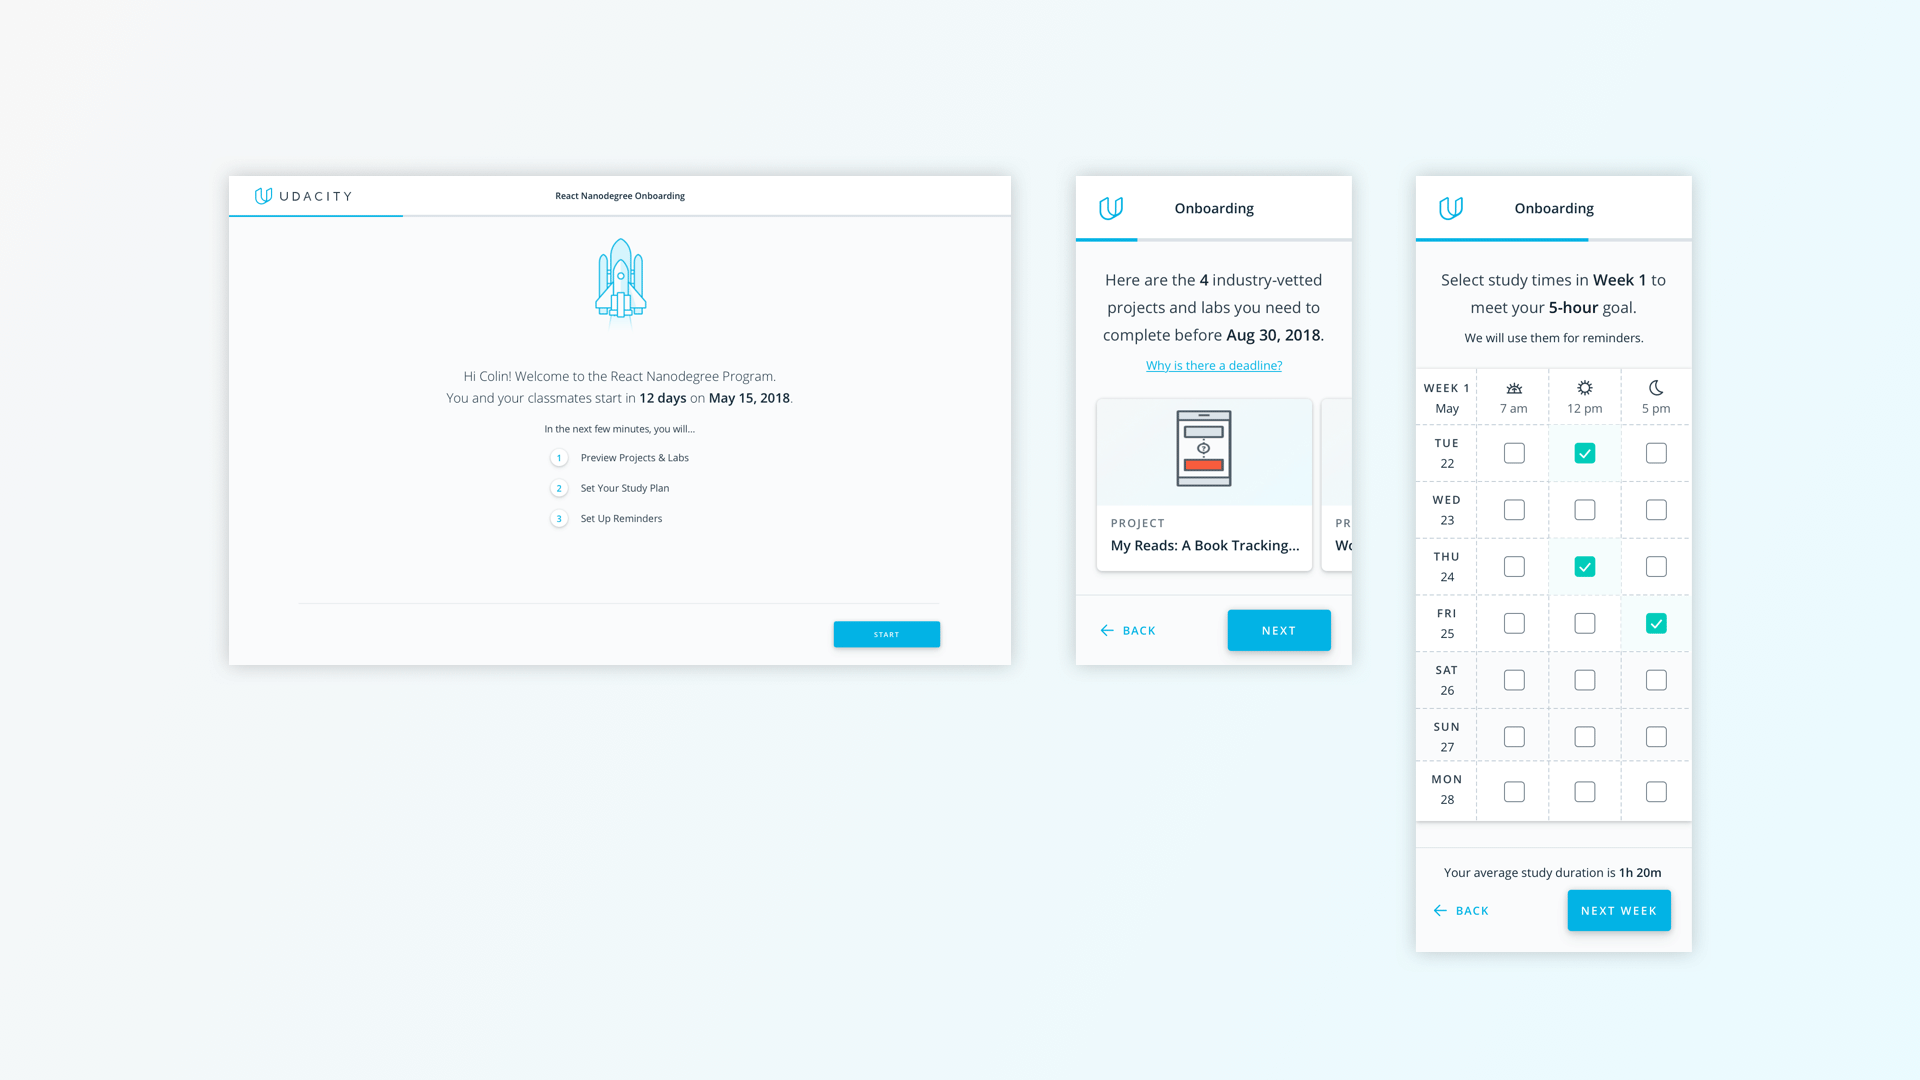 UDACITY
React Nanodegree Onboarding
Hi Colin! Welcome to the React Nanodegree Program.
You and your classmates start in 12 days on May 15, 2018.
In the next few minutes, you will...
1 Preview Projects & Labs
2 Set Your Study Plan
3 Set Up Reminders
START
Onboarding
Here are the 4 industry-vetted
projects and labs you need to
complete before Aug 30, 2018.
Why is there a deadline?
PROJECT
My Reads: A Book Tracking...
PR
Wo
BACK
NEXT
Onboarding
Select study times in Week 1 to
meet your 5-hour goal.
We will use them for reminders.
WEEK 1
May
7 am
12 pm
5 pm
TUE
22
WED
23
THU
24
FRI
25
SAT
26
SUN
27
MON
28
Your average study duration is 1h 20m
BACK
NEXT WEEK